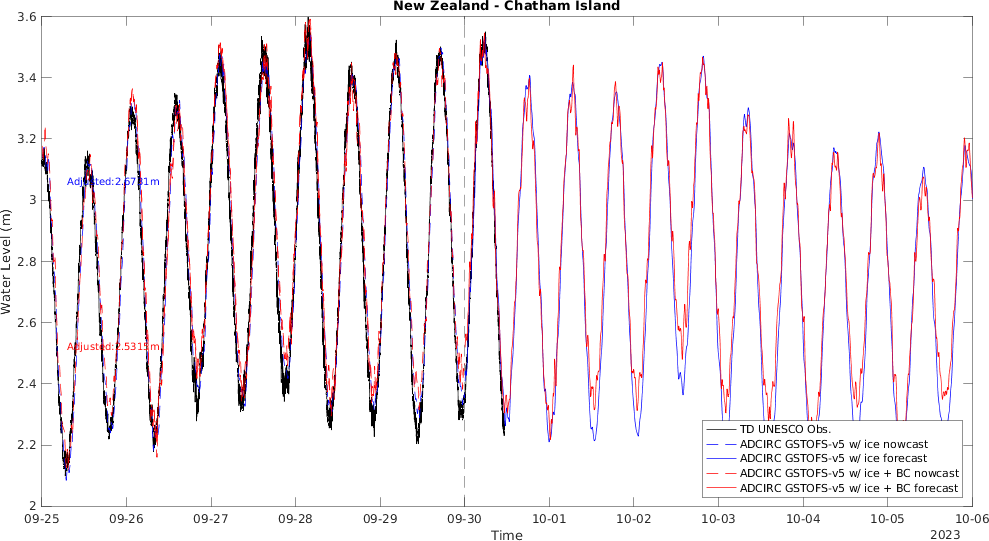 New Zealand - Chatham Island
3.6
3.4
3.2
3
2.8
2.6
2.4
2.2
2
Water Level (m)
Adjusted:2.6731m
Adjusted:2.5315m
TD UNESCO Obs.
ADCIRC GSTOFS-v5 w/ ice nowcast
ADCIRC GSTOFS-v5 w/ ice forecast
ADCIRC GSTOFS-v5 w/ ice + BC nowcast
ADCIRC GSTOFS-v5 w/ ice + BC forecast
09-25 09-26 09-27 09-28 09-29 09-30 10-01 10-02 10-03 10-04 10-05 10-06
Time
2023